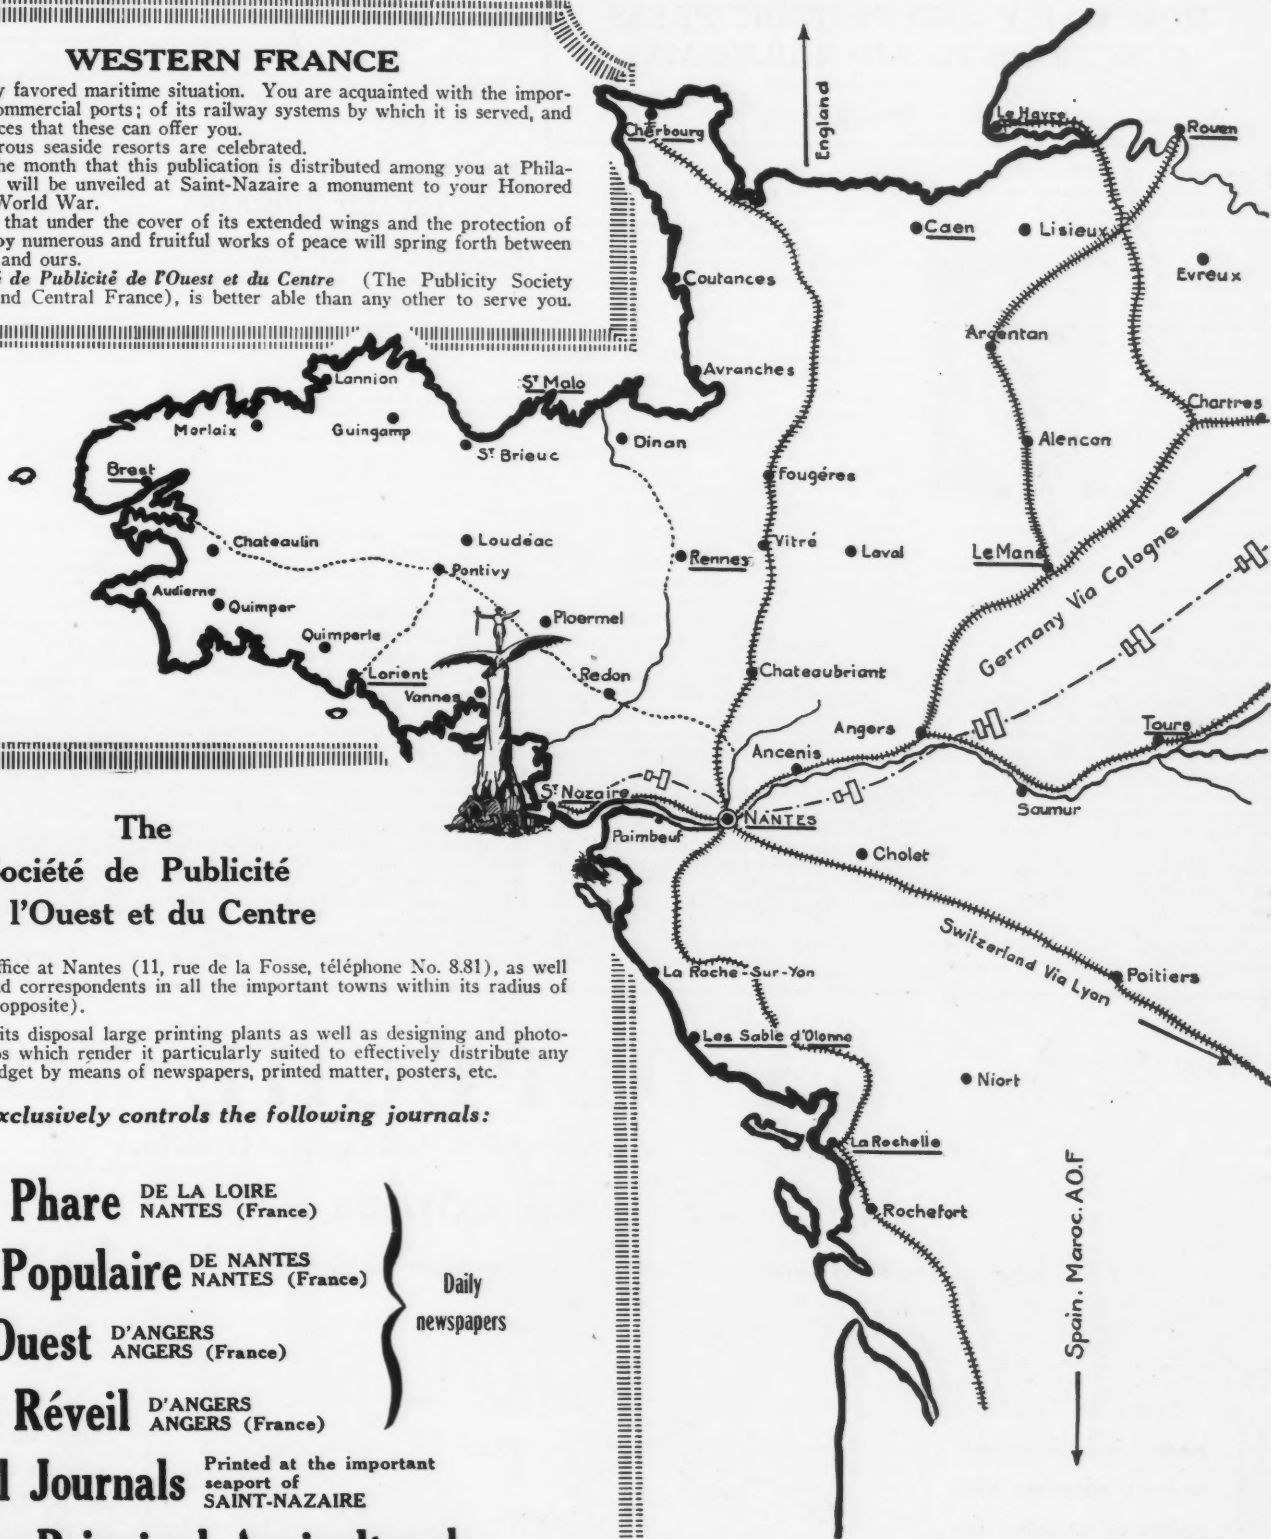 WESTERN FRANCE
y favored maritime situation. You are acquainted with the impor-
ommercial ports; of its railway systems by which it is served, and
ces that these can offer you.
rous seaside resorts are celebrated.
he month that this publication is distributed among you at Phila-
will be unveiled at Saint-Nazaire a monument to your Honored
World War.
that under the cover of its extended wings and the protection of
oy numerous and fruitful works of peace will spring forth between
and ours.
é de Publicité de l'Ouest et du Centre (The Publicity Society
nd Central France), is better able than any other to serve you.
England
Cherbourg
Le Havre
Rouen
Caen
Lisieux
Evreux
Coutances
Argentan
Avranches
Lannion
St Malo
Chartres
Morlaix
Guingamp
St Brieuc
Dinan
Alencon
Brest
Fougéres
Chateaulin
Loudéac
Pontivy
Rennes
Vitré
Laval
Le Mans
Germany Via Cologne
Audierne
Quimper
Ploermel
Quimperle
Lorient
Vannes
Redon
Chateaubriant
Angers
Tours
Ancenis
St Nazaire
Paimbeuf
NANTES
Saumur
Cholet
Switzerland Via Lyon
La Roche-Sur-Yon
Poitiers
Les Sable d'Olonne
Niort
La Rochelle
Rochefort
Spain. Maroc. A.O.F
The
ociété de Publicité
l'Ouest et du Centre
ffice at Nantes (11, rue de la Fosse, téléphone No. 8.81), as well
d correspondents in all the important towns within its radius of
opposite).
its disposal large printing plants as well as designing and photo-
s which render it particularly suited to effectively distribute any
dget by means of newspapers, printed matter, posters, etc.
xclusively controls the following journals:
Phare DE LA LOIRE
NANTES (France)
Populaire DE NANTES
NANTES (France)
Ouest D'ANGERS
ANGERS (France)
Réveil D'ANGERS
ANGERS (France)
Daily
newspapers
l Journals Printed at the important
seaport of
SAINT-NAZAIRE